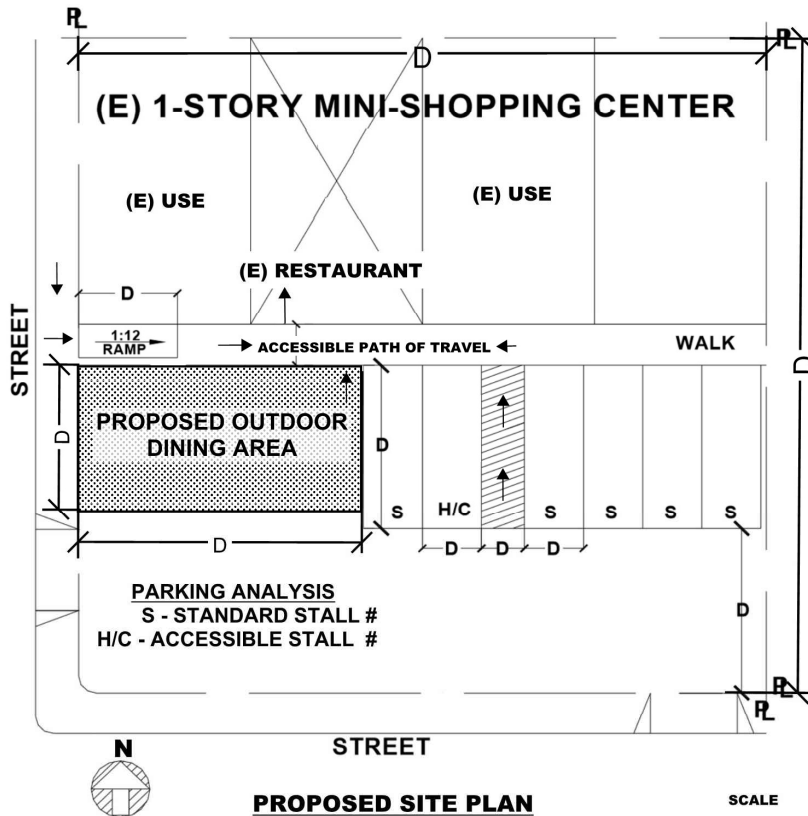 PL
PL
D
(E) 1-STORY MINI-SHOPPING CENTER
(E) USE
(E) USE
(E) RESTAURANT
D
STREET
1:12
RAMP
ACCESSIBLE PATH OF TRAVEL
WALK
D
D
PROPOSED OUTDOOR
DINING AREA
D
S
H/C
S
S
S
S
D
D
D
D
PARKING ANALYSIS
S - STANDARD STALL #
H/C - ACCESSIBLE STALL #
D
PL
PL
STREET
N
PROPOSED SITE PLAN
SCALE